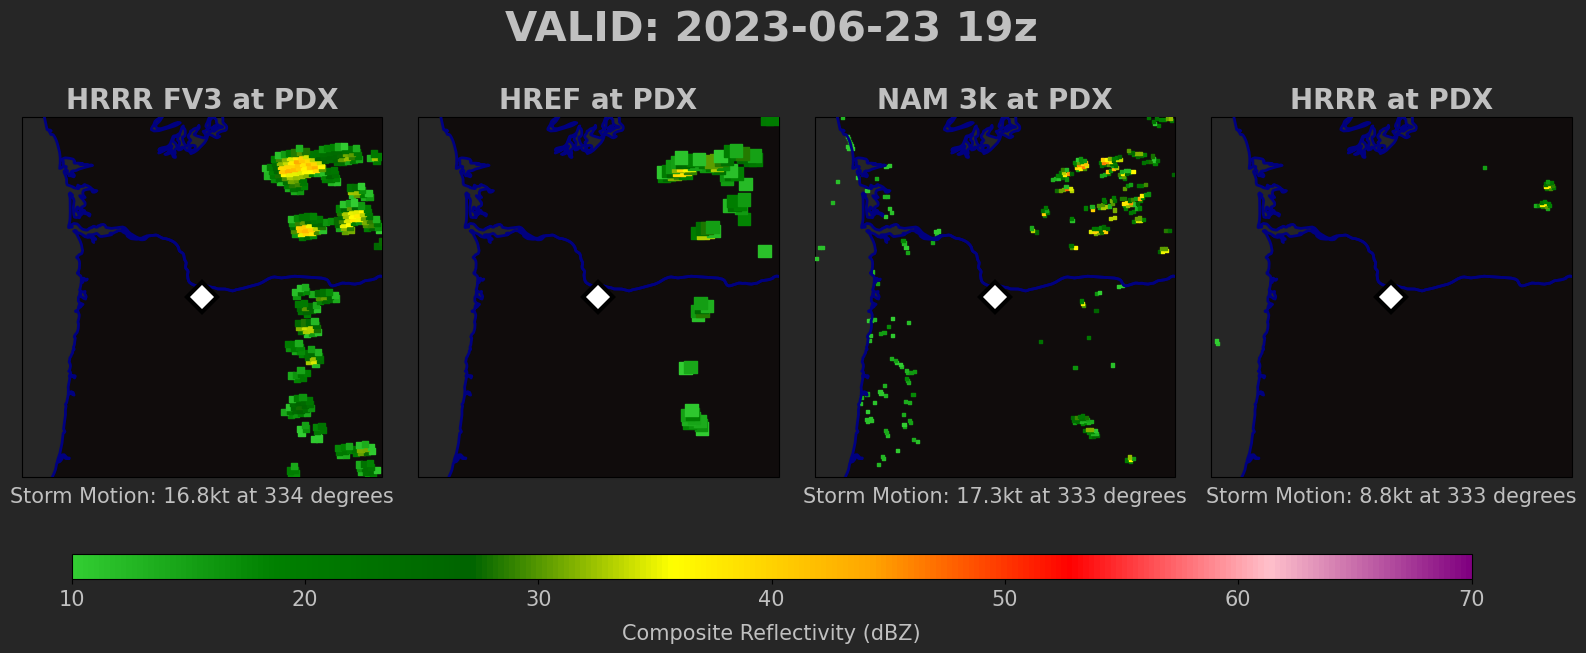 VALID: 2023-06-23 19z
HRRR FV3 at PDX
HREF at PDX
NAM 3k at PDX
HRRR at PDX
Storm Motion: 16.8kt at 334 degrees
Storm Motion: 17.3kt at 333 degrees
Storm Motion: 8.8kt at 333 degrees
10 20 30 40 50 60 70
Composite Reflectivity (dBZ)